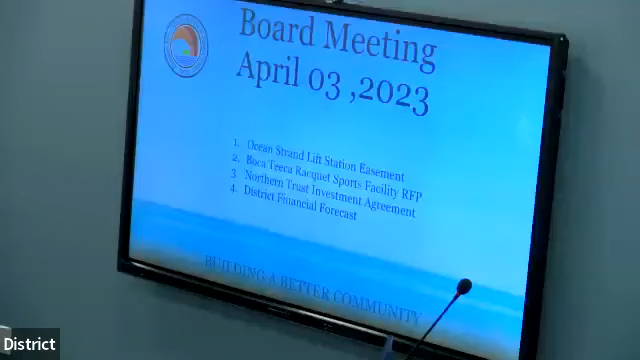 Board Meeting
April 03 ,2023
1. Ocean Strand Lift Station Easement
2. Boca Teeca Racquet Sports Facility RFP
3 Northern Trust Investment Agreement
4. District Financial Forecast
BUILDING A BETTER COMMUNITY
District